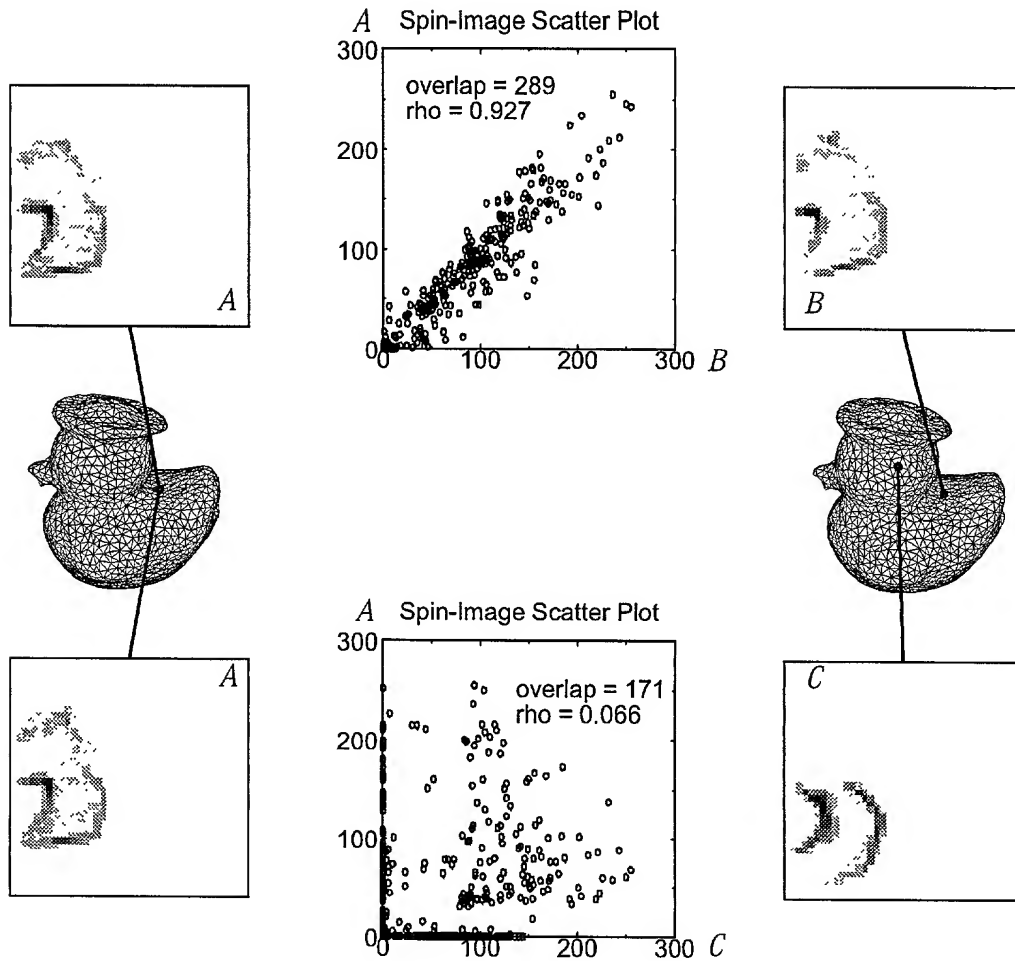 A Spin-Image Scatter Plot
300
overlap = 289
rho = 0.927
200
100
0
0 100 200 300 B
A
B
A Spin-Image Scatter Plot
300
overlap = 171
rho = 0.066
200
100
0
0 100 200 300 C
A
C